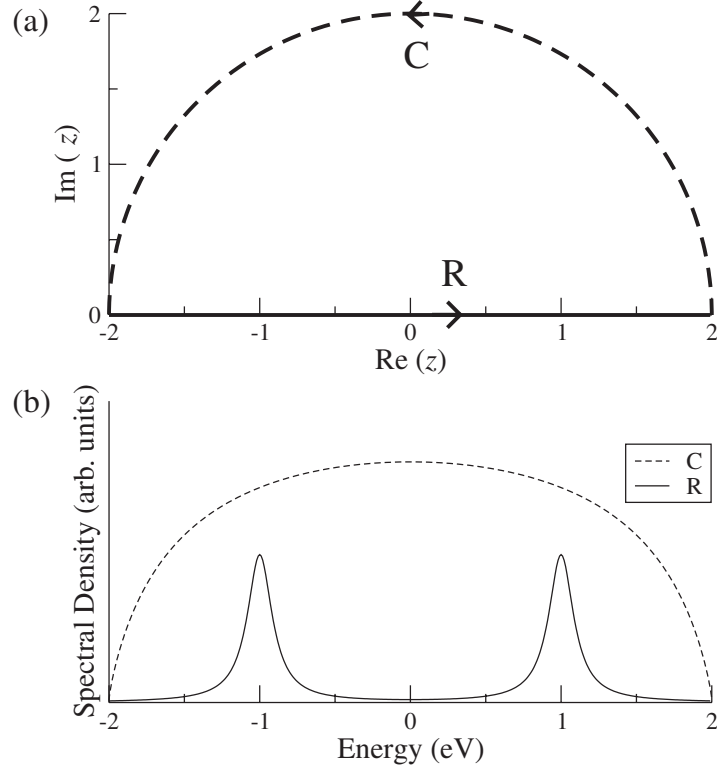 (a)
2
C
1
Im ( z)
R
0
-2 -1 0 1 2
Re (z)
(b)
Spectral Density (arb. units)
C
R
-2 -1 0 1 2
Energy (eV)